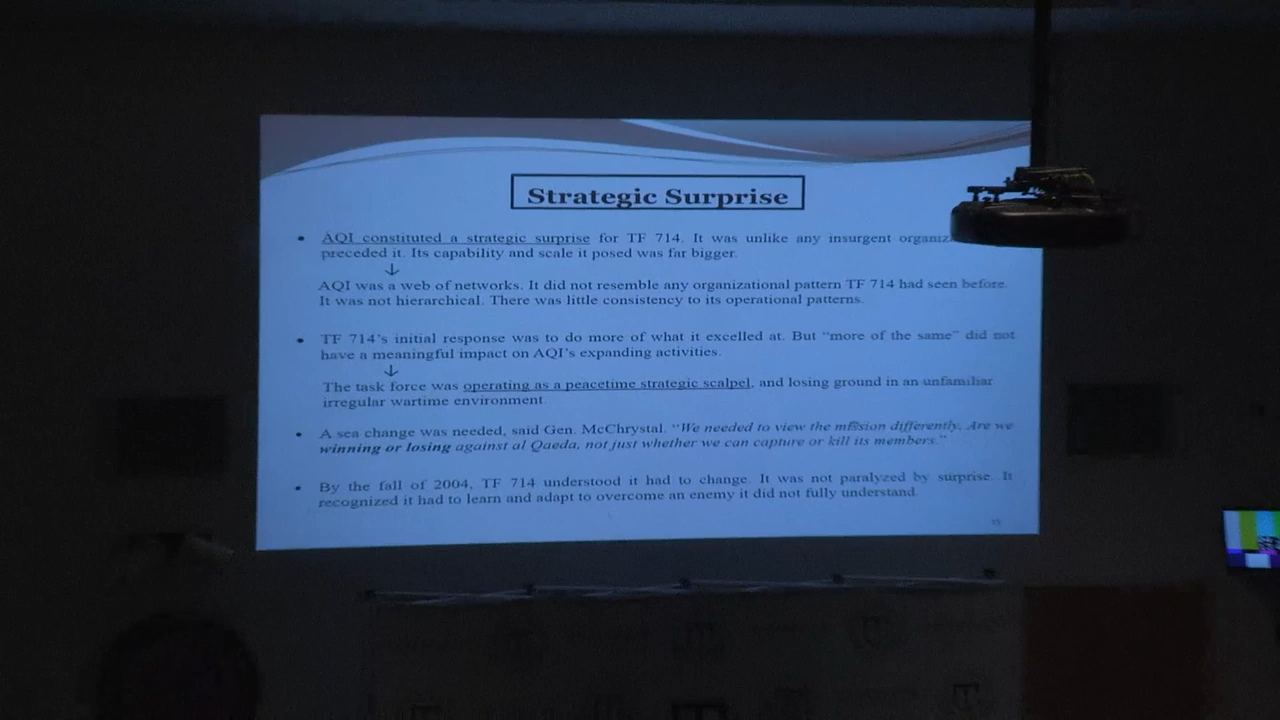 Strategic Surprise
• AQI constituted a strategic surprise for TF 714. It was unlike any insurgent
preceded it. Its capability and scale it posed was far bigger.
↓
AQI was a web of networks. It did not resemble any organizational pattern TF 714 had seen before.
It was not hierarchical. There was little consistency to its operational patterns.
• TF 714's initial response was to do more of what it excelled at. But “more of the same” did not
have a meaningful impact on AQI's expanding activities.
↓
The task force was operating as a peacetime strategic scalpel, and losing ground in an unfamiliar
irregular wartime environment
• A sea change was needed, said Gen. McChrystal. “We needed to view the mission differently. Are we
winning or losing against al Qaeda, not just whether we can capture or kill its members.”
• By the fall of 2004, TF 714 understood it had to change. It was not paralyzed by surprise. It
recognized it had to learn and adapt to overcome an enemy it did not fully understand.